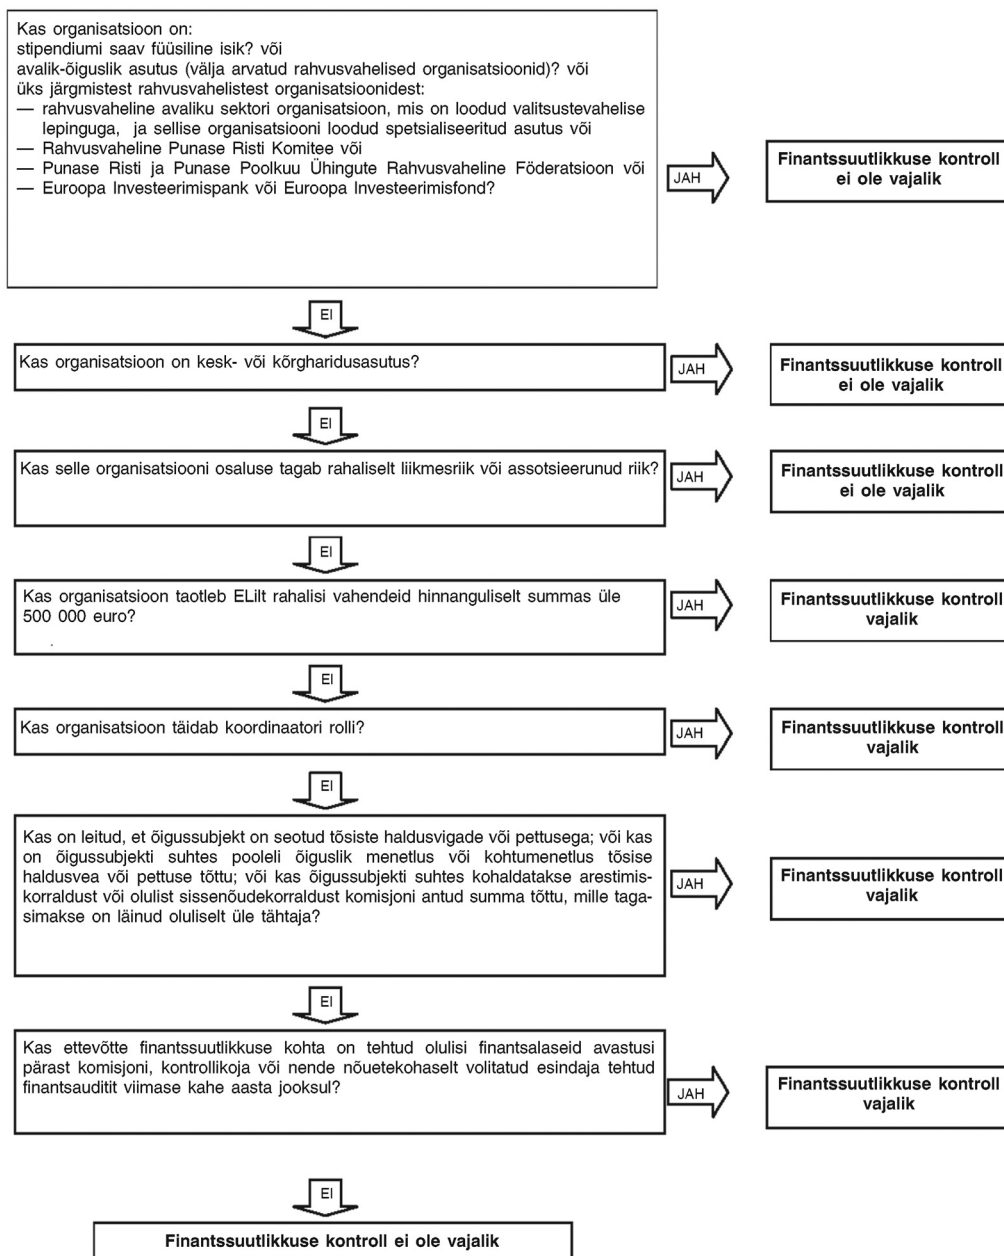 Kas organisatsioon on:
stipendiumi saav füüsiline isik? või
avalik-õiguslik asutus (välja arvatud rahvusvahelised organisatsioonid)? või
üks järgmistest rahvusvahelistest organisatsioonidest:
— rahvusvaheline avaliku sektori organisatsioon, mis on loodud valitsustevahelise
lepinguga, ja sellise organisatsiooni loodud spetsialiseeritud asutus või
— Rahvusvaheline Punase Risti Komitee või
— Punase Risti ja Punase Poolkuu Ühingute Rahvusvaheline Föderatsioon või
— Euroopa Investeerimispank või Euroopa Investeerimisfond?
JAH
Finantssuutlikkuse kontroll
ei ole vajalik
EI
Kas organisatsioon on kesk- või kõrgharidusasutus?
JAH
Finantssuutlikkuse kontroll
ei ole vajalik
EI
Kas selle organisatsiooni osaluse tagab rahaliselt liikmesriik või assotsieerunud riik?
JAH
Finantssuutlikkuse kontroll
ei ole vajalik
EI
Kas organisatsioon taotleb ELilt rahalisi vahendeid hinnanguliselt summas üle
500 000 euro?
JAH
Finantssuutlikkuse kontroll
vajalik
EI
Kas organisatsioon täidab koordinaatori rolli?
JAH
Finantssuutlikkuse kontroll
vajalik
EI
Kas on leitud, et õigussubjekt on seotud tõsiste haldusvigade või pettusega; või kas
on õigussubjekti suhtes pooleli õiguslik menetlus või kohtumenetlus tõsise
haldusvea või pettuse tõttu; või kas õigussubjekti suhtes kohaldatakse arestimis-
korraldust või olulist sissenõudekorraldust komisjoni antud summa tõttu, mille taga-
simakse on läinud oluliselt üle tähtaja?
JAH
Finantssuutlikkuse kontroll
vajalik
EI
Kas ettevõtte finantssuutlikkuse kohta on tehtud olulisi finantsalaseid avastusi
pärast komisjoni, kontrollikoja või nende nõuetekohaselt volitatud esindaja tehtud
finantsauditit viimase kahe aasta jooksul?
JAH
Finantssuutlikkuse kontroll
vajalik
EI
Finantssuutlikkuse kontroll ei ole vajalik